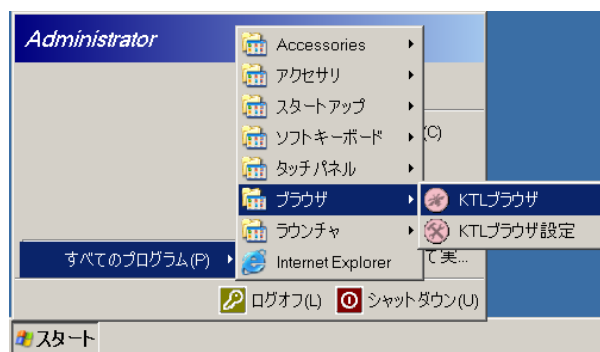 Administrator
Accessories
アクセサリ
スタートアップ
ソフトキーボード
(C)
タッチパネル
ブラウザ
KTLブラウザ
ラウンチャ
KTLブラウザ設定
すべてのプログラム(P)
Internet Explorer
て実...
ログオフ(L)
シャットダウン(U)
スタート